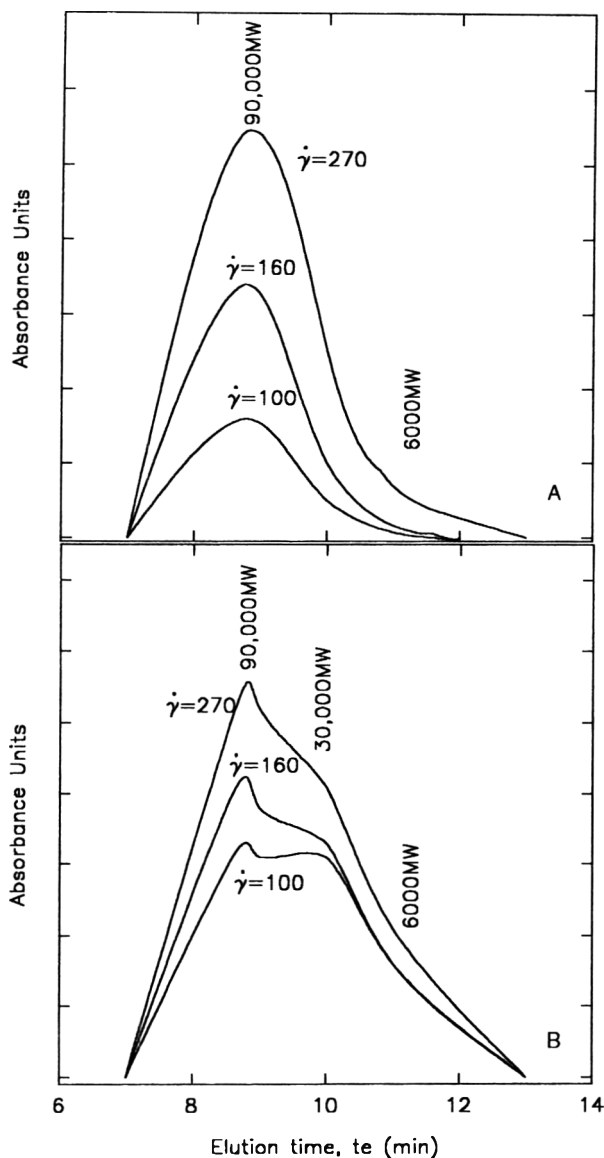 90,000MW
γ̇=270
γ̇=160
γ̇=100
6000MW
A
Absorbance Units
90,000MW
30,000MW
γ̇=270
γ̇=160
γ̇=100
6000MW
B
Absorbance Units
6 8 10 12 14
Elution time, te (min)